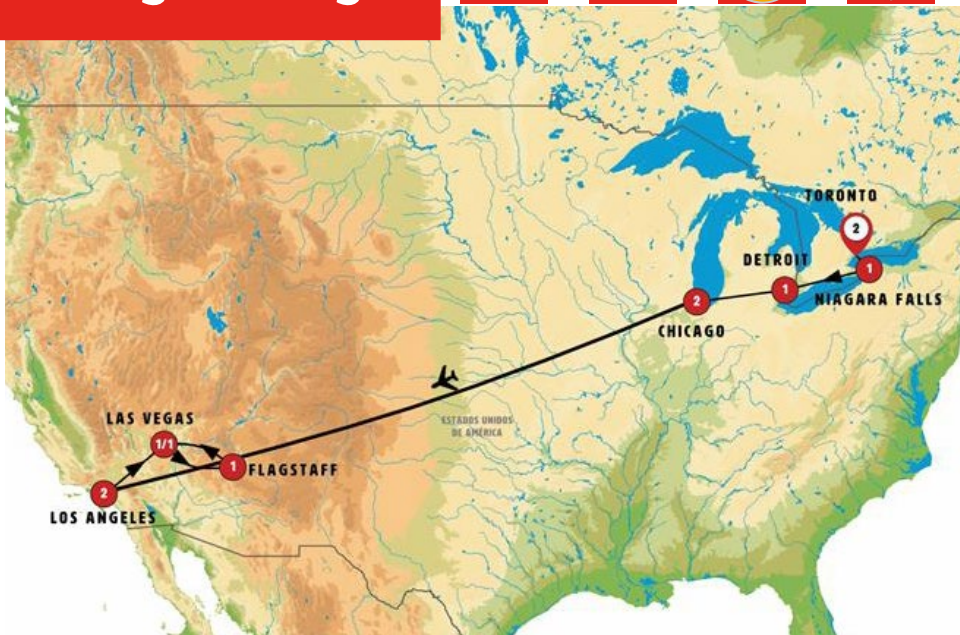 TORONTO
2
DETROIT
1
1
NIAGARA FALLS
2
CHICAGO
ESTADOS UNIDOS
DE AMÉRICA
LAS VEGAS
1/1
1
FLAGSTAFF
2
LOS ANGELES